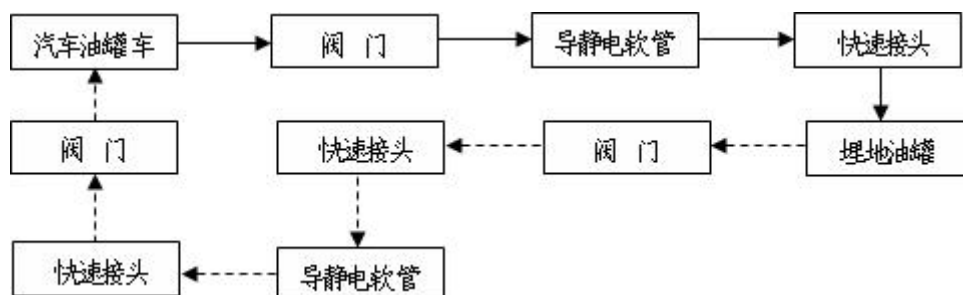 汽车油罐车
阀 门
导静电软管
快速接头
阀 门
快速接头
阀 门
埋地油罐
快速接头
导静电软管